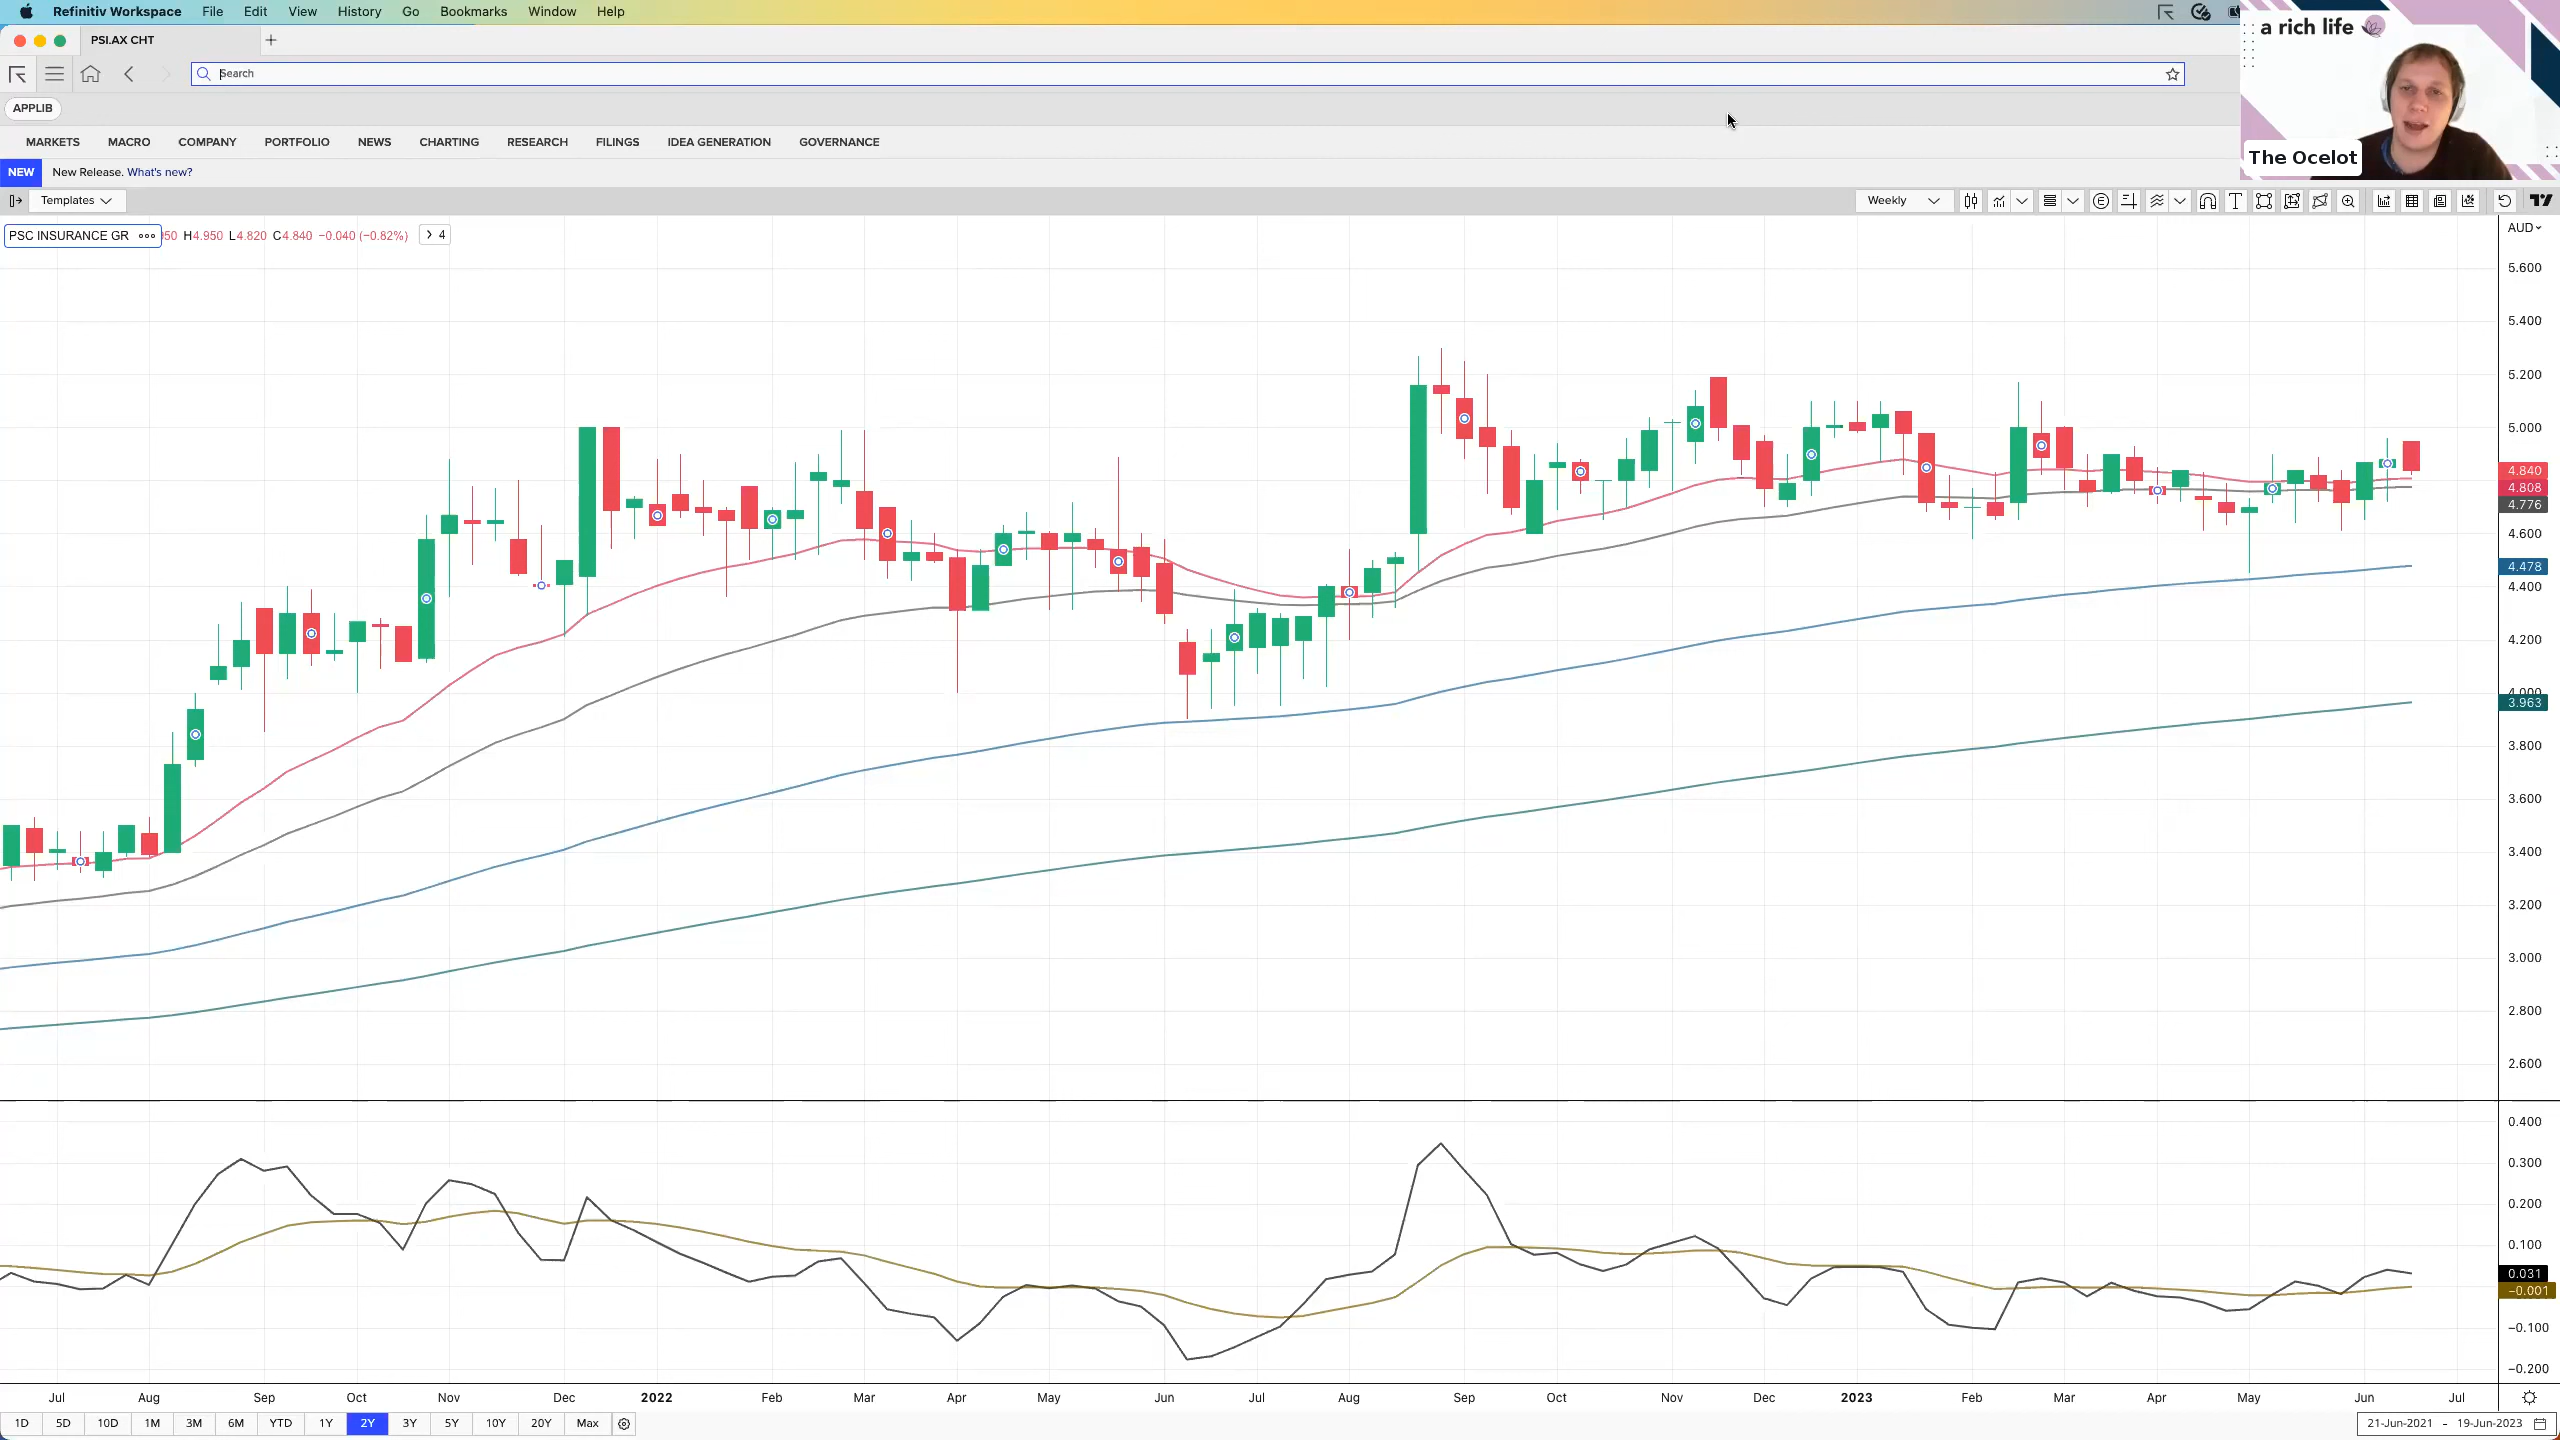 Refinitiv Workspace File Edit View History Go Bookmarks Window Help
a rich life
PSI.AX CHT
Search
APPLIB
MARKETS MACRO COMPANY PORTFOLIO NEWS CHARTING RESEARCH FILINGS IDEA GENERATION GOVERNANCE
The Ocelot
NEW New Release. What's new?
Templates Weekly
PSC INSURANCE GR 950 H4.950 L4.820 C4.840 −0.040 (−0.82%) 4
AUD
5.600
5.400
5.200
5.000
4.840
4.808
4.776
4.600
4.478
4.400
4.200
4.000
3.963
3.800
3.600
3.400
3.200
3.000
2.800
2.600
0.400
0.300
0.200
0.100
0.031
−0.001
−0.100
−0.200
Jul Aug Sep Oct Nov Dec 2022 Feb Mar Apr May Jun Jul Aug Sep Oct Nov Dec 2023 Feb Mar Apr May Jun Jul
1D 5D 10D 1M 3M 6M YTD 1Y 2Y 3Y 5Y 10Y 20Y Max 21-Jun-2021 - 19-Jun-2023